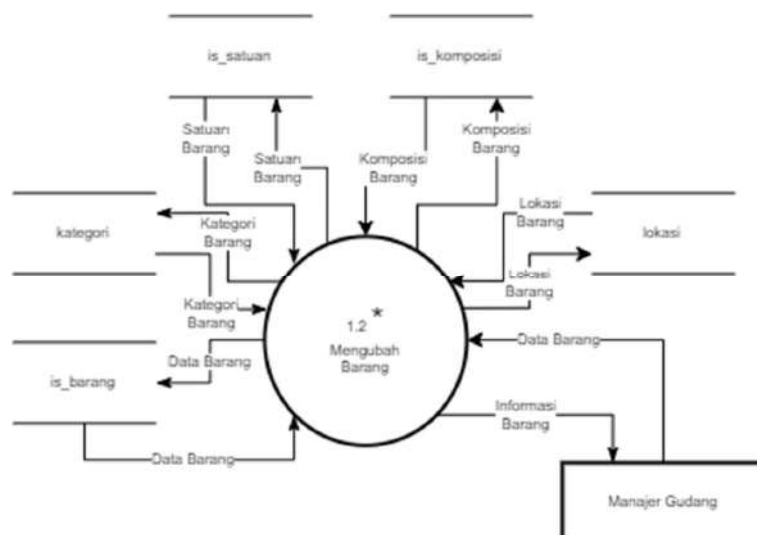 is_satuan
is_komposisi
Satuan
Barang
Satuan
Barang
Komposisi
Barang
Komposisi
Barang
kategori
Kategori
Barang
Lokasi
Barang
lokasi
Lokasi
Barang
Kategori
Barang
1.2 *
Mengubah
Barang
is_barang
Data Barang
Data Barang
Informasi
Barang
Data Barang
Manajer Gudang